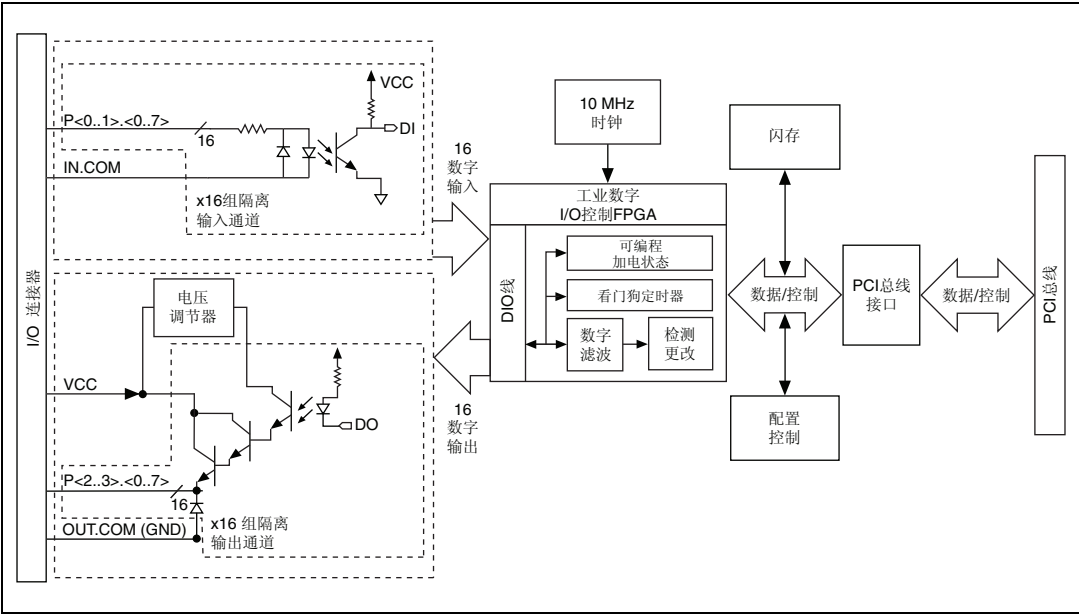 I/O 连接器
P<0..1>.<0..7>
16
IN.COM
VCC
DI
x16组隔离
输入通道
16
数字
输入
电压
调节器
VCC
DO
P<2..3>.<0..7>
16
OUT.COM (GND)
x16 组隔离
输出通道
16
数字
输出
10 MHz
时钟
工业数字
I/O控制FPGA
DIO线
可编程
加电状态
看门狗定时器
数字
滤波
检测
更改
闪存
数据/控制
配置
控制
PCI总线
接口
数据/控制
PCI总线